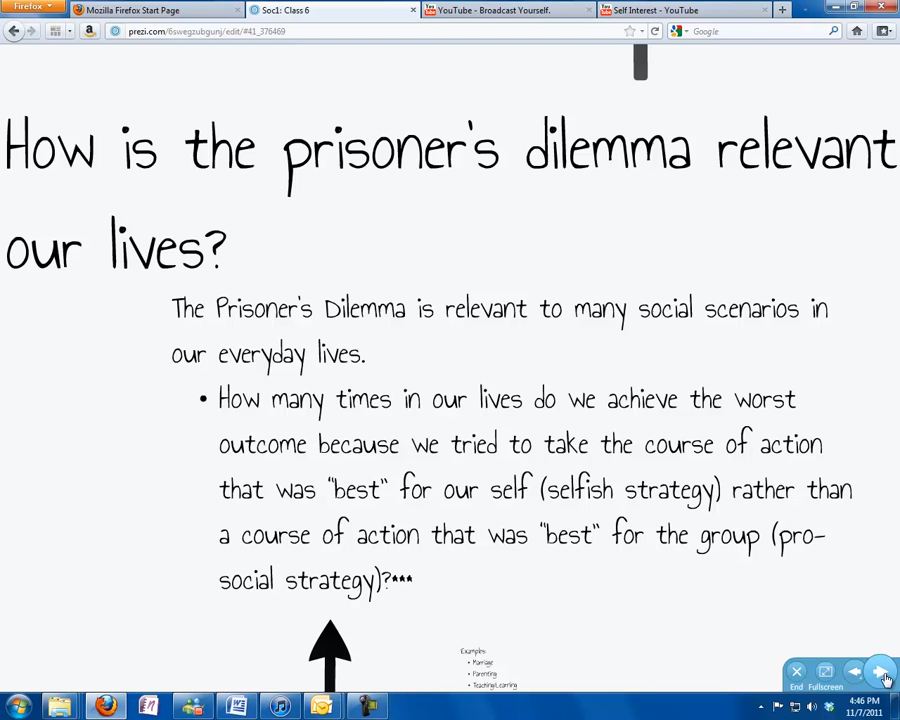 Firefox
Mozilla Firefox Start Page
Soc1: Class 6
YouTube - Broadcast Yourself.
Self Interest - YouTube
prezi.com/6swegzubgunj/edit/#41_376469
Google
How is the prisoner's dilemma relevant
our lives?
The Prisoner's Dilemma is relevant to many social scenarios in
our everyday lives.
• How many times in our lives do we achieve the worst
outcome because we tried to take the course of action
that was "best" for our self (selfish strategy) rather than
a course of action that was "best" for the group (pro-
social strategy)?***
Examples:
• Marriage
• Parenting
• Teaching/Learning
End
Fullscreen
4:46 PM
11/7/2011